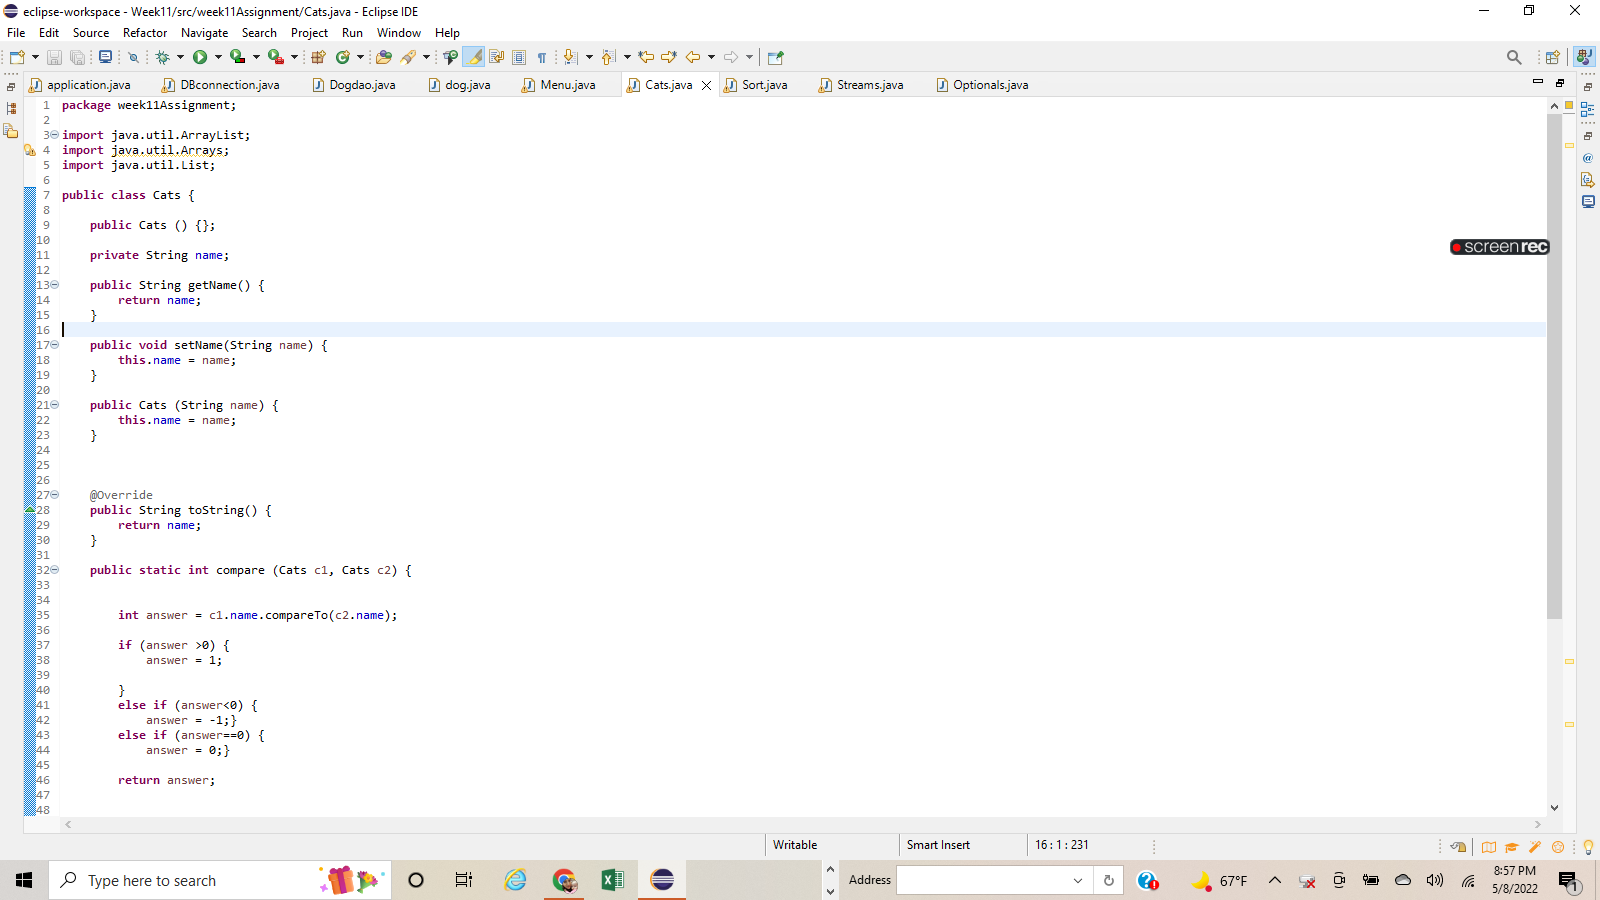 eclipse-workspace - Week11/src/week11Assignment/Cats.java - Eclipse IDE
File Edit Source Refactor Navigate Search Project Run Window Help
application.java DBconnection.java Dogdao.java dog.java Menu.java Cats.java Sort.java Streams.java Optionals.java
1 package week11Assignment;
2
3 import java.util.ArrayList;
4 import java.util.Arrays;
5 import java.util.List;
6
7 public class Cats {
8
9 public Cats () {};
10
11 private String name;
12
13 public String getName() {
14 return name;
15 }
16
17 public void setName(String name) {
18 this.name = name;
19 }
20
21 public Cats (String name) {
22 this.name = name;
23 }
24
25
26
27 @Override
28 public String toString() {
29 return name;
30 }
31
32 public static int compare (Cats c1, Cats c2) {
33
34
35 int answer = c1.name.compareTo(c2.name);
36
37 if (answer >0) {
38 answer = 1;
39
40 }
41 else if (answer<0) {
42 answer = -1;}
43 else if (answer==0) {
44 answer = 0;}
45
46 return answer;
47
48
screenrec
Writable Smart Insert 16 : 1 : 231
Type here to search
Address
67°F
8:57 PM
5/8/2022
1